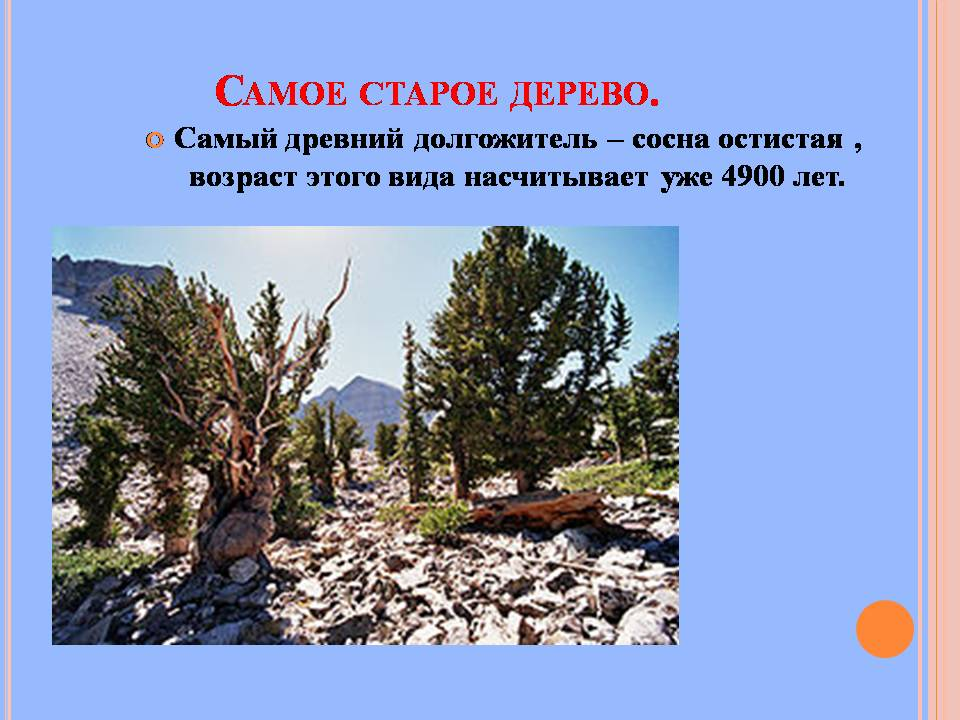 Самое старое дерево.
Самый древний долгожитель – сосна остистая ,
возраст этого вида насчитывает уже 4900 лет.